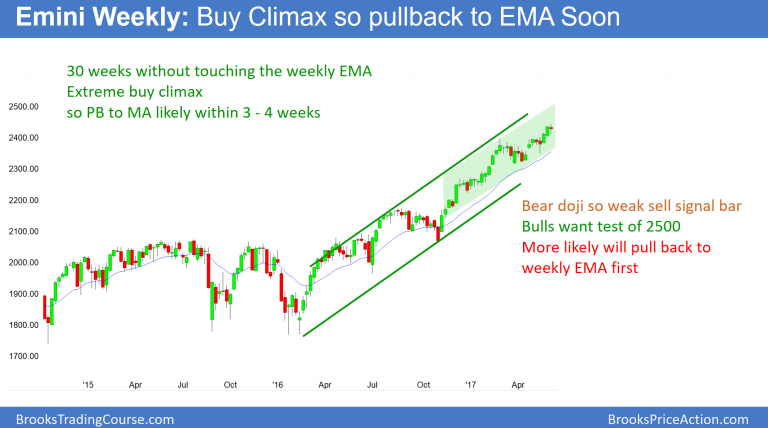 Emini Weekly: Buy Climax so pullback to EMA Soon
30 weeks without touching the weekly EMA
Extreme buy climax
so PB to MA likely within 3 - 4 weeks
2500.00
2400.00
2300.00
2200.00
2100.00
2000.00
1900.00
1800.00
1700.00
Bear doji so weak sell signal bar
Bulls want test of 2500
More likely will pull back to
weekly EMA first
'15 Apr Jul Oct '16 Apr Jul Oct '17 Apr
BrooksTradingCourse.com
BrooksPriceAction.com